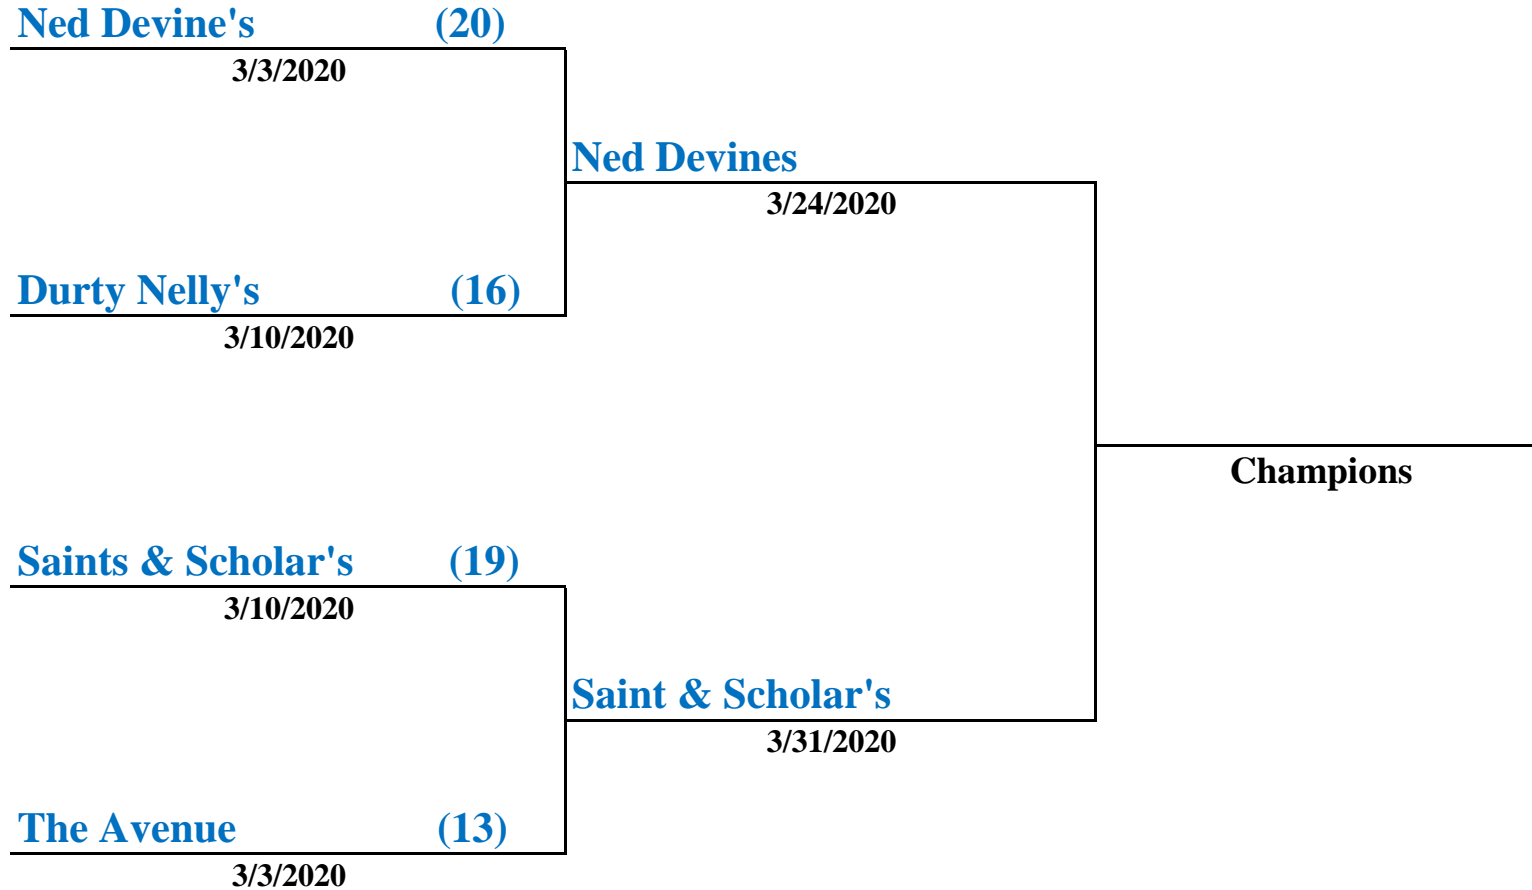 Ned Devine's (20)
3/3/2020
Ned Devines
3/24/2020
Durty Nelly's (16)
3/10/2020
Champions
Saints & Scholar's (19)
3/10/2020
Saint & Scholar's
3/31/2020
The Avenue (13)
3/3/2020